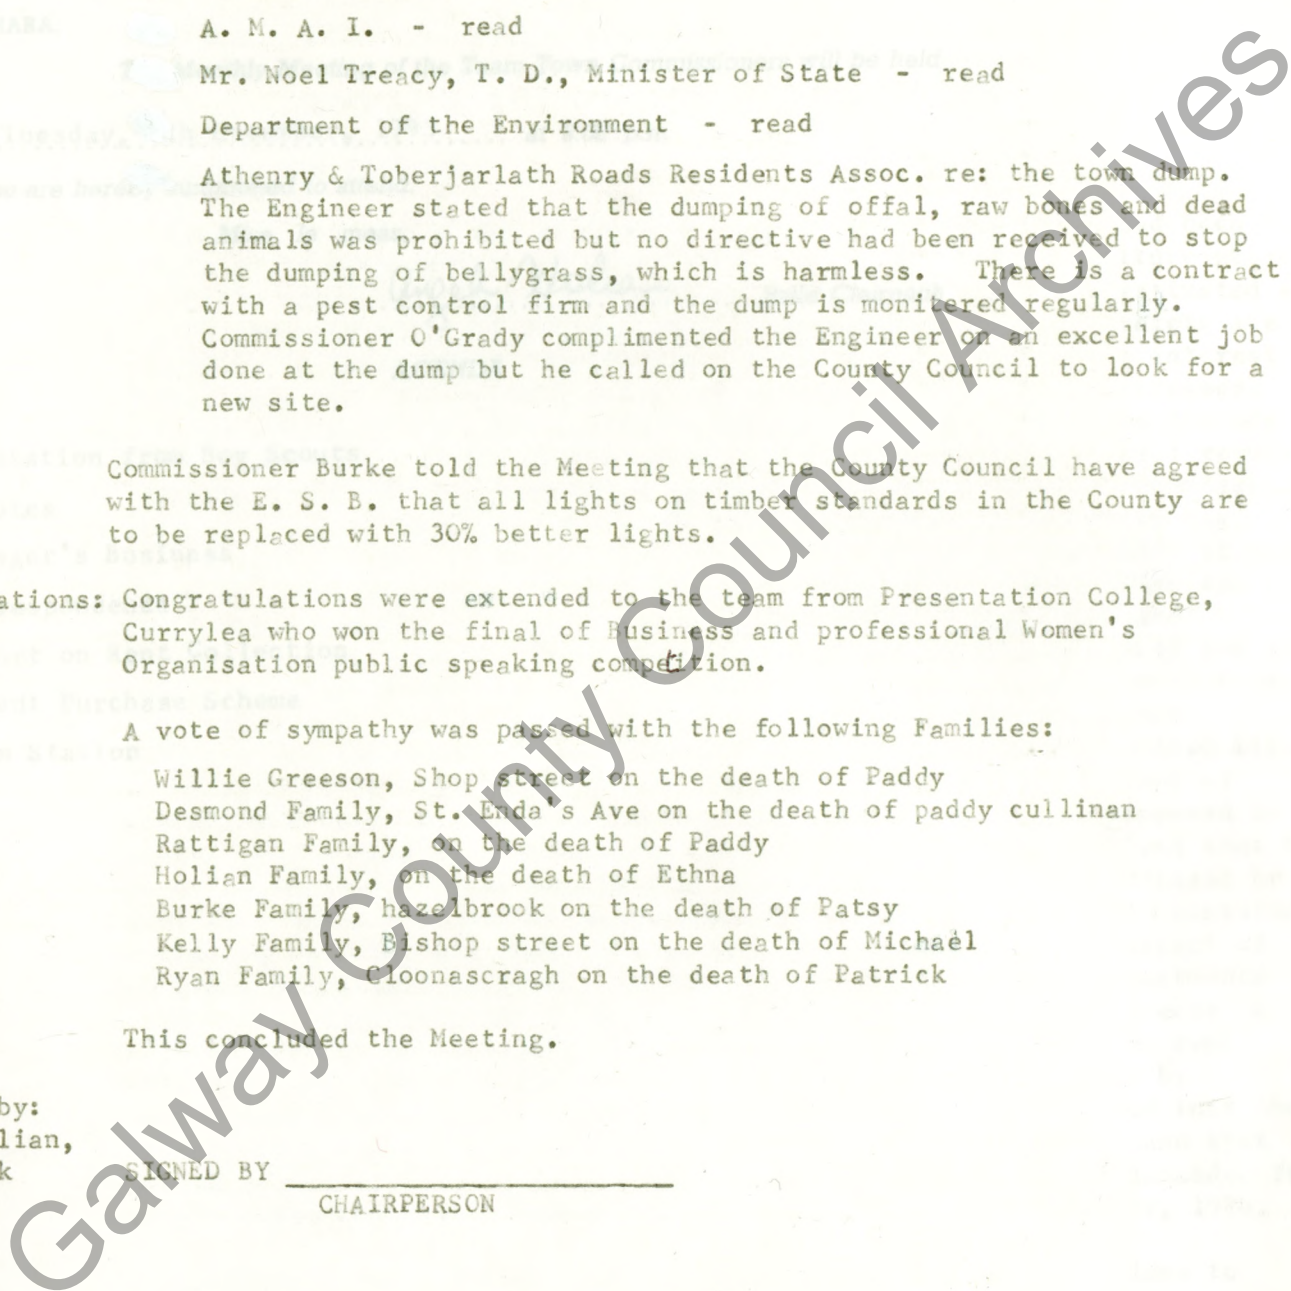 A. M. A. I. - read
Mr. Noel Treacy, T. D., Minister of State - read
Department of the Environment - read
Athenry & Toberjarlath Roads Residents Assoc. re: the town dump.
The Engineer stated that the dumping of offal, raw bones and dead
animals was prohibited but no directive had been received to stop
the dumping of bellygrass, which is harmless. There is a contract
with a pest control firm and the dump is monitered regularly.
Commissioner O'Grady complimented the Engineer on an excellent job
done at the dump but he called on the County Council to look for a
new site.
Commissioner Burke told the Meeting that the County Council have agreed
with the E. S. B. that all lights on timber standards in the County are
to be replaced with 30% better lights.
ations: Congratulations were extended to the team from Presentation College,
Currylea who won the final of Business and professional Women's
Organisation public speaking competition.
A vote of sympathy was passed with the following Families:
Willie Greeson, Shop street on the death of Paddy
Desmond Family, St. Enda's Ave on the death of paddy cullinan
Rattigan Family, on the death of Paddy
Holian Family, on the death of Ethna
Burke Family, hazelbrook on the death of Patsy
Kelly Family, Bishop street on the death of Michael
Ryan Family, Cloonascragh on the death of Patrick
This concluded the Meeting.
by:
lian,
k SIGNED BY
CHAIRPERSON
Galway County Council Archives